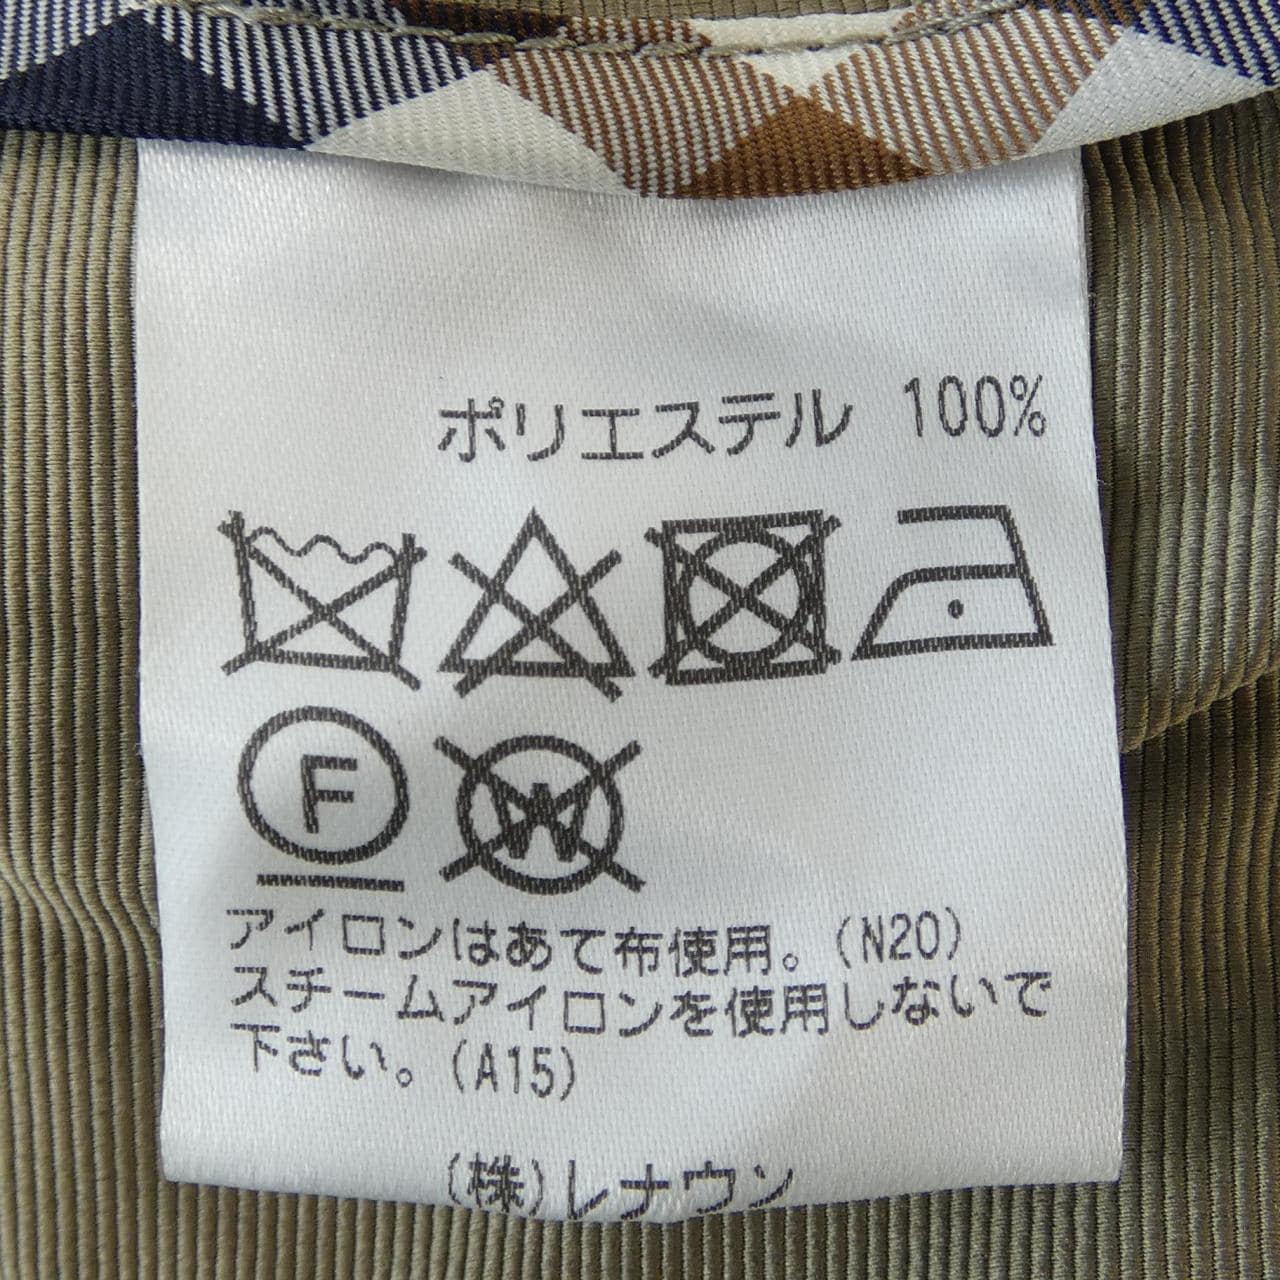 ポリエステル 100%
F
W
アイロンはあて布使用。(N20)
スチームアイロンを使用しないで
下さい。(A15)
(株)レナウン